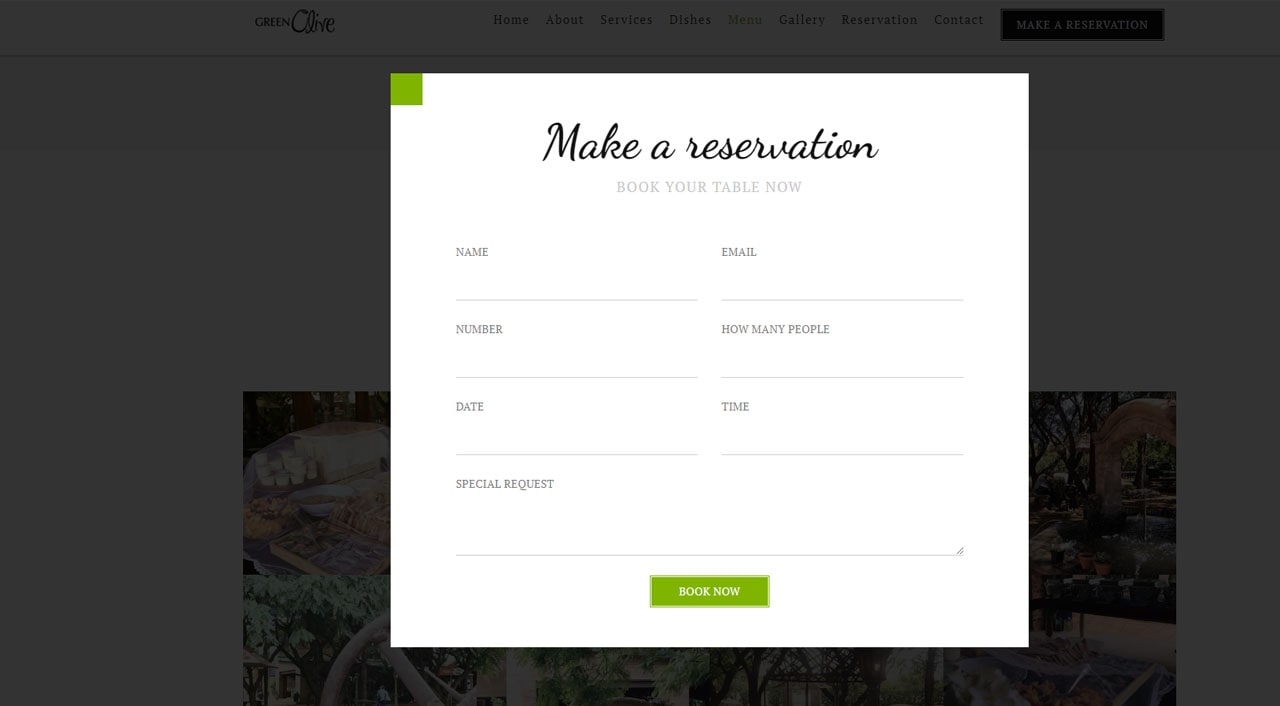 GREEN Olive
Home About Services Dishes Menu Gallery Reservation Contact MAKE A RESERVATION
Make a reservation
BOOK YOUR TABLE NOW
NAME EMAIL
NUMBER HOW MANY PEOPLE
DATE TIME
SPECIAL REQUEST
BOOK NOW